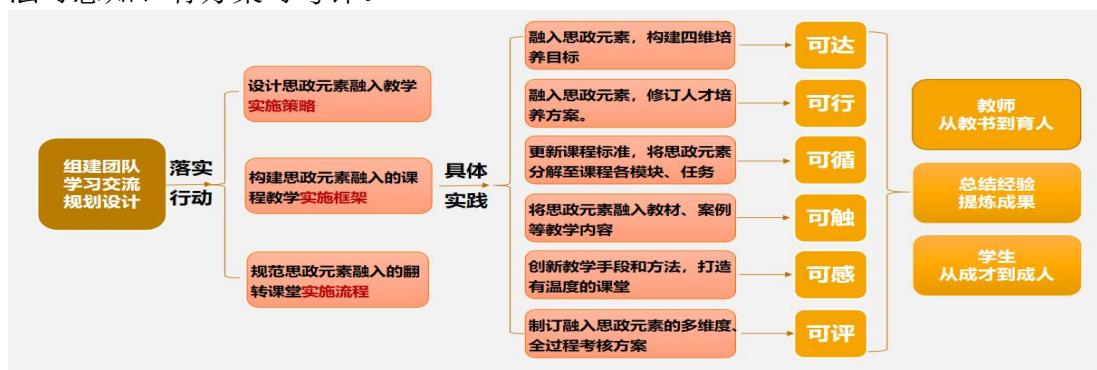 组建团队
学习交流
规划设计
落实
行动
设计思政元素融入教学
实施策略
构建思政元素融入的课
程教学实施框架
规范思政元素融入的翻
转课堂实施流程
具体
实践
融入思政元素，构建四维培
养目标
融入思政元素，修订人才培
养方案。
更新课程标准，将思政元素
分解至课程各模块、任务
将思政元素融入教材、案例
等教学内容
创新教学手段和方法，打造
有温度的课堂
制订融入思政元素的多维度、
全过程考核方案
可达
可行
可循
可触
可感
可评
教师
从教书到育人
总结经验
提炼成果
学生
从成才到成人